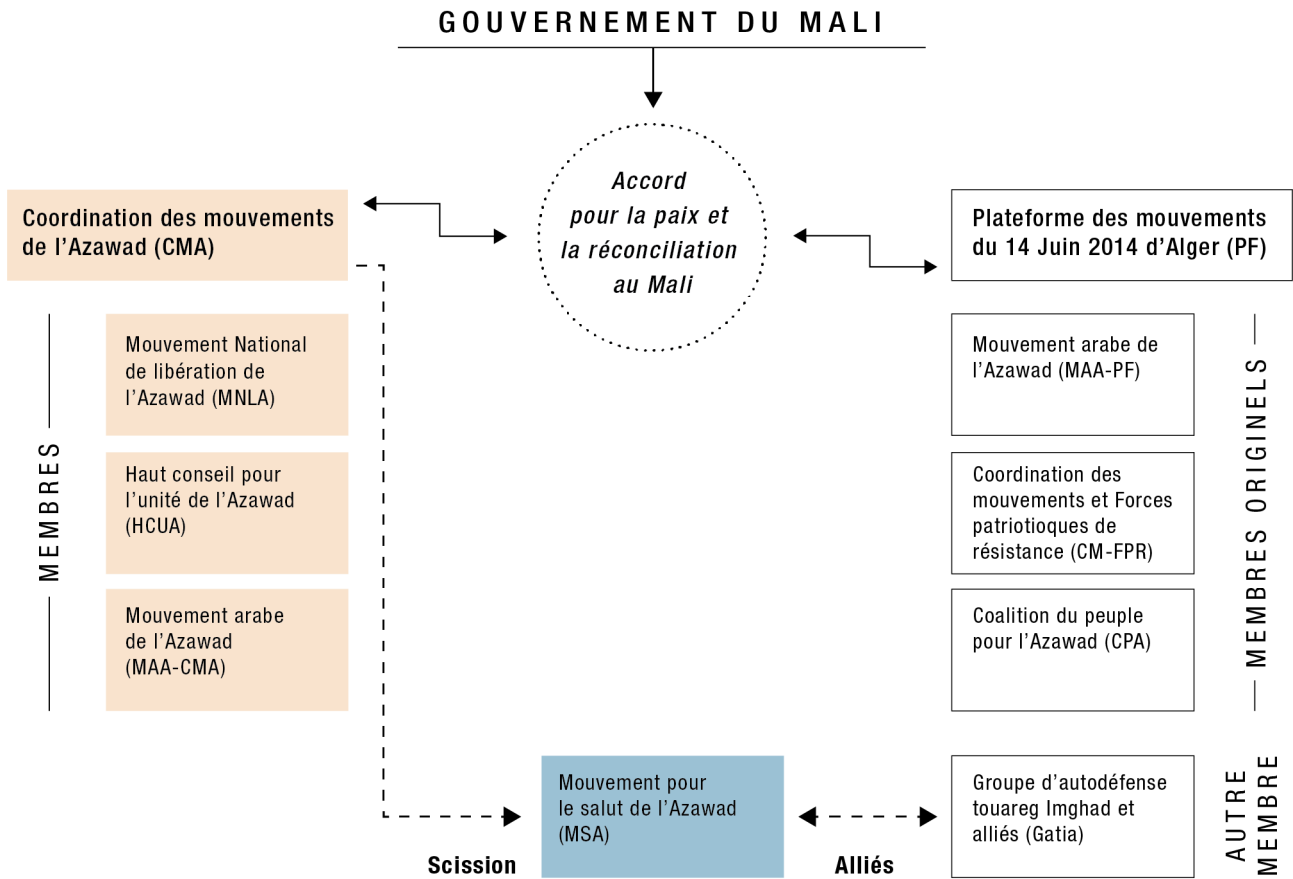 GOUVERNEMENT DU MALI
Accord
pour la paix et
la réconciliation
au Mali
Coordination des mouvements
de l'Azawad (CMA)
MEMBRES
Mouvement National
de libération de
l'Azawad (MNLA)
Haut conseil pour
l'unité de l'Azawad
(HCUA)
Mouvement arabe
de l'Azawad
(MAA-CMA)
Plateforme des mouvements
du 14 Juin 2014 d'Alger (PF)
Mouvement arabe de
l'Azawad (MAA-PF)
Coordination des
mouvements et Forces
patriotioques de
résistance (CM-FPR)
Coalition du peuple
pour l'Azawad (CPA)
MEMBRES ORIGINELS
Scission
Mouvement pour
le salut de l'Azawad
(MSA)
Alliés
Groupe d'autodéfense
touareg Imghad et
alliés (Gatia)
AUTRE
MEMBRE